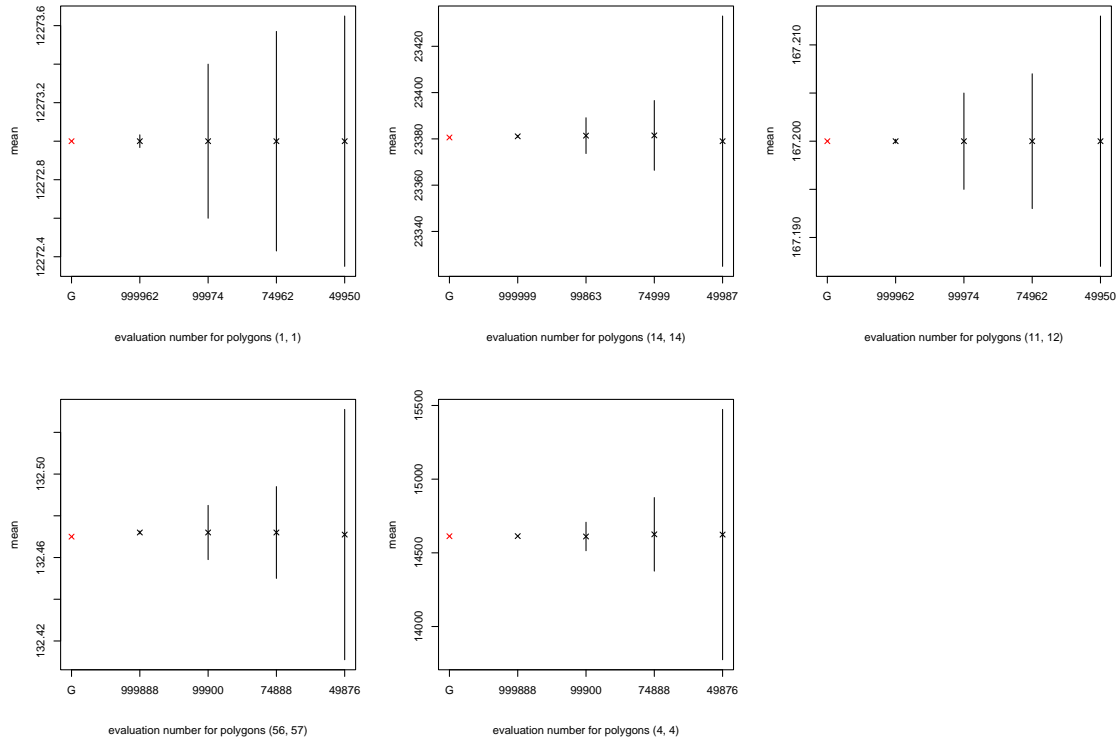 12273.6
12273.2
12272.8
12272.4
mean
G 999962 99974 74962 49950
evaluation number for polygons (1, 1)
23420
23400
23380
23360
23340
mean
G 999999 99863 74999 49987
evaluation number for polygons (14, 14)
167.210
167.200
167.190
mean
G 999962 99974 74962 49950
evaluation number for polygons (11, 12)
132.50
132.46
132.42
mean
G 999888 99900 74888 49876
evaluation number for polygons (56, 57)
15500
15000
14500
14000
mean
G 999888 99900 74888 49876
evaluation number for polygons (4, 4)